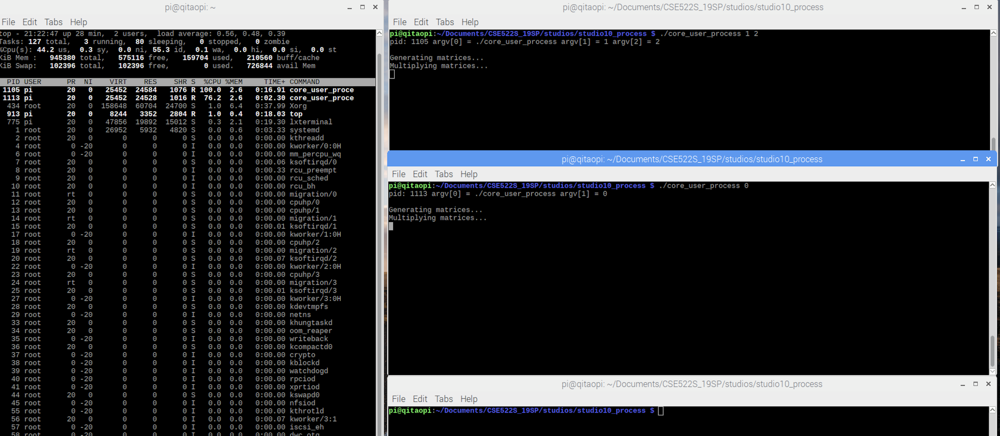 pi@qitaopi: ~
File Edit Tabs Help
top - 21:22:47 up 28 min,  2 users,  load average: 0.56, 0.48, 0.39
Tasks: 127 total,   3 running,  80 sleeping,   0 stopped,   0 zombie
%Cpu(s): 44.2 us,  0.3 sy,  0.0 ni, 55.3 id,  0.1 wa,  0.0 hi,  0.0 si,  0.0 st
KiB Mem :   945380 total,   575116 free,   159704 used,   210560 buff/cache
KiB Swap:   102396 total,   102396 free,        0 used.   726844 avail Mem
PID USER PR NI VIRT RES SHR S %CPU %MEM TIME+ COMMAND
1105 pi 20 0 25452 24584 1076 R 100.0 2.6 0:16.91 core_user_proce
1113 pi 20 0 25452 24528 1016 R 76.2 2.6 0:02.30 core_user_proce
434 root 20 0 158648 60704 24700 S 1.0 6.4 0:37.99 Xorg
913 pi 20 0 8244 3352 2804 R 1.0 0.4 0:18.03 top
775 pi 20 0 47856 19892 15012 S 0.3 2.1 0:19.30 lxterminal
1 root 20 0 26952 5932 4820 S 0.0 0.6 0:03.33 systemd
2 root 20 0 0 0 0 S 0.0 0.0 0:00.00 kthreadd
4 root 0 -20 0 0 0 I 0.0 0.0 0:00.00 kworker/0:0H
6 root 0 -20 0 0 0 I 0.0 0.0 0:00.00 mm_percpu_wq
7 root 20 0 0 0 0 S 0.0 0.0 0:00.06 ksoftirqd/0
8 root 20 0 0 0 0 I 0.0 0.0 0:00.33 rcu_preempt
9 root 20 0 0 0 0 I 0.0 0.0 0:00.00 rcu_sched
10 root 20 0 0 0 0 I 0.0 0.0 0:00.00 rcu_bh
11 root rt 0 0 0 0 S 0.0 0.0 0:00.00 migration/0
12 root 20 0 0 0 0 S 0.0 0.0 0:00.00 cpuhp/0
13 root 20 0 0 0 0 S 0.0 0.0 0:00.00 cpuhp/1
14 root rt 0 0 0 0 S 0.0 0.0 0:00.00 migration/1
15 root 20 0 0 0 0 S 0.0 0.0 0:00.01 ksoftirqd/1
17 root 0 -20 0 0 0 I 0.0 0.0 0:00.00 kworker/1:0H
18 root 20 0 0 0 0 S 0.0 0.0 0:00.00 cpuhp/2
19 root rt 0 0 0 0 S 0.0 0.0 0:00.00 migration/2
20 root 20 0 0 0 0 S 0.0 0.0 0:00.07 ksoftirqd/2
22 root 0 -20 0 0 0 I 0.0 0.0 0:00.00 kworker/2:0H
23 root 20 0 0 0 0 S 0.0 0.0 0:00.00 cpuhp/3
24 root rt 0 0 0 0 S 0.0 0.0 0:00.00 migration/3
25 root 20 0 0 0 0 S 0.0 0.0 0:00.01 ksoftirqd/3
27 root 0 -20 0 0 0 I 0.0 0.0 0:00.00 kworker/3:0H
28 root 20 0 0 0 0 S 0.0 0.0 0:00.00 kdevtmpfs
29 root 0 -20 0 0 0 I 0.0 0.0 0:00.00 netns
33 root 20 0 0 0 0 S 0.0 0.0 0:00.00 khungtaskd
34 root 20 0 0 0 0 S 0.0 0.0 0:00.00 oom_reaper
35 root 0 -20 0 0 0 I 0.0 0.0 0:00.00 writeback
36 root 20 0 0 0 0 S 0.0 0.0 0:00.00 kcompactd0
37 root 0 -20 0 0 0 I 0.0 0.0 0:00.00 crypto
38 root 0 -20 0 0 0 I 0.0 0.0 0:00.00 kblockd
39 root 0 -20 0 0 0 I 0.0 0.0 0:00.00 watchdogd
40 root 0 -20 0 0 0 I 0.0 0.0 0:00.00 rpciod
41 root 0 -20 0 0 0 I 0.0 0.0 0:00.00 xprtiod
44 root 20 0 0 0 0 S 0.0 0.0 0:00.00 kswapd0
45 root 0 -20 0 0 0 I 0.0 0.0 0:00.00 nfsiod
55 root 0 -20 0 0 0 I 0.0 0.0 0:00.00 kthrotld
56 root 20 0 0 0 0 I 0.0 0.0 0:00.07 kworker/3:1
57 root 0 -20 0 0 0 I 0.0 0.0 0:00.00 iscsi_eh
58 root 0 -20 0 0 0 I 0.0 0.0 0:00.00 dwc_otg
pi@qitaopi: ~/Documents/CSE522S_19SP/studios/studio10_process
File Edit Tabs Help
pi@qitaopi:~/Documents/CSE522S_19SP/studios/studio10_process $ ./core_user_process 1 2
pid: 1105 argv[0] = ./core_user_process argv[1] = 1 argv[2] = 2
Generating matrices...
Multiplying matrices...
pi@qitaopi: ~/Documents/CSE522S_19SP/studios/studio10_process
File Edit Tabs Help
pi@qitaopi:~/Documents/CSE522S_19SP/studios/studio10_process $ ./core_user_process 0
pid: 1113 argv[0] = ./core_user_process argv[1] = 0
Generating matrices...
Multiplying matrices...
pi@qitaopi: ~/Documents/CSE522S_19SP/studios/studio10_process
File Edit Tabs Help
pi@qitaopi:~/Documents/CSE522S_19SP/studios/studio10_process $